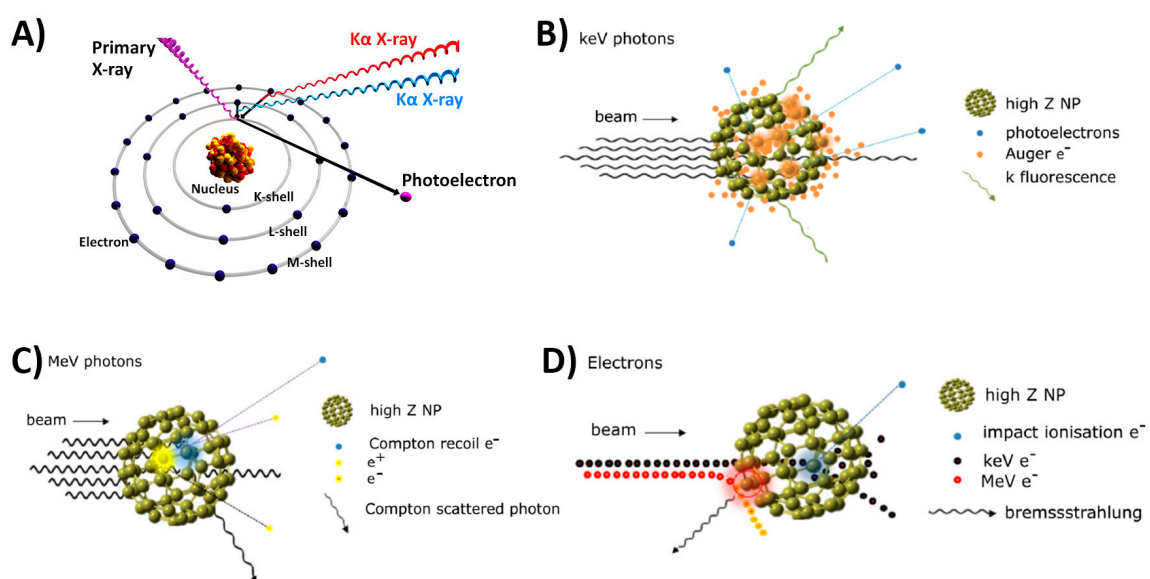 A)
Primary
X-ray
Kα X-ray
Kα X-ray
Nucleus
K-shell
Photoelectron
L-shell
Electron
M-shell
B)
keV photons
beam
high Z NP
photoelectrons
Auger e⁻
k fluorescence
C)
MeV photons
beam
high Z NP
Compton recoil e⁻
e⁺
e⁻
Compton scattered photon
D)
Electrons
beam
high Z NP
impact ionisation e⁻
keV e⁻
MeV e⁻
bremssstrahlung